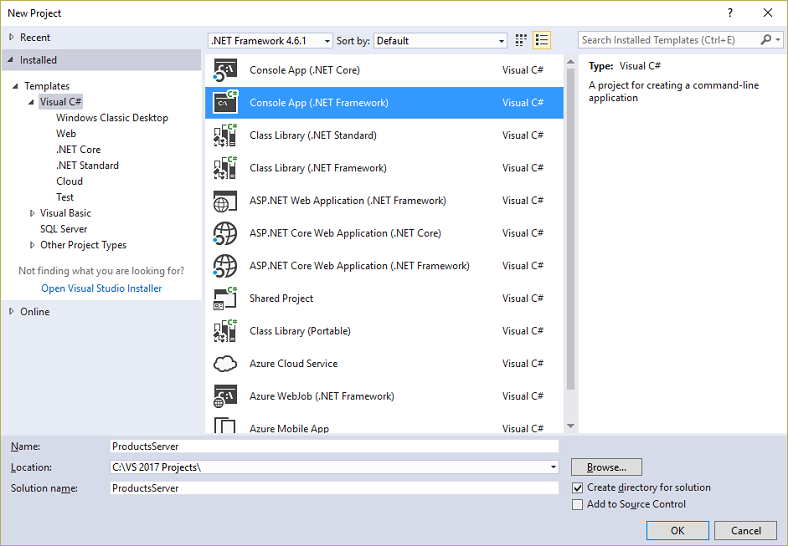 New Project
Recent
.NET Framework 4.6.1 Sort by: Default
Search Installed Templates (Ctrl+E)
Installed
Templates
Visual C#
Windows Classic Desktop
Web
.NET Core
.NET Standard
Cloud
Test
Visual Basic
SQL Server
Other Project Types
Not finding what you are looking for?
Open Visual Studio Installer
Online
Console App (.NET Core) Visual C#
Console App (.NET Framework) Visual C#
Class Library (.NET Standard) Visual C#
Class Library (.NET Framework) Visual C#
ASP.NET Web Application (.NET Framework) Visual C#
ASP.NET Core Web Application (.NET Core) Visual C#
ASP.NET Core Web Application (.NET Framework) Visual C#
Shared Project Visual C#
Class Library (Portable) Visual C#
Azure Cloud Service Visual C#
Azure WebJob (.NET Framework) Visual C#
Azure Mobile App Visual C#
Type: Visual C#
A project for creating a command-line
application
Name: ProductsServer
Location: C:\VS 2017 Projects\ Browse...
Solution name: ProductsServer
Create directory for solution
Add to Source Control
OK Cancel